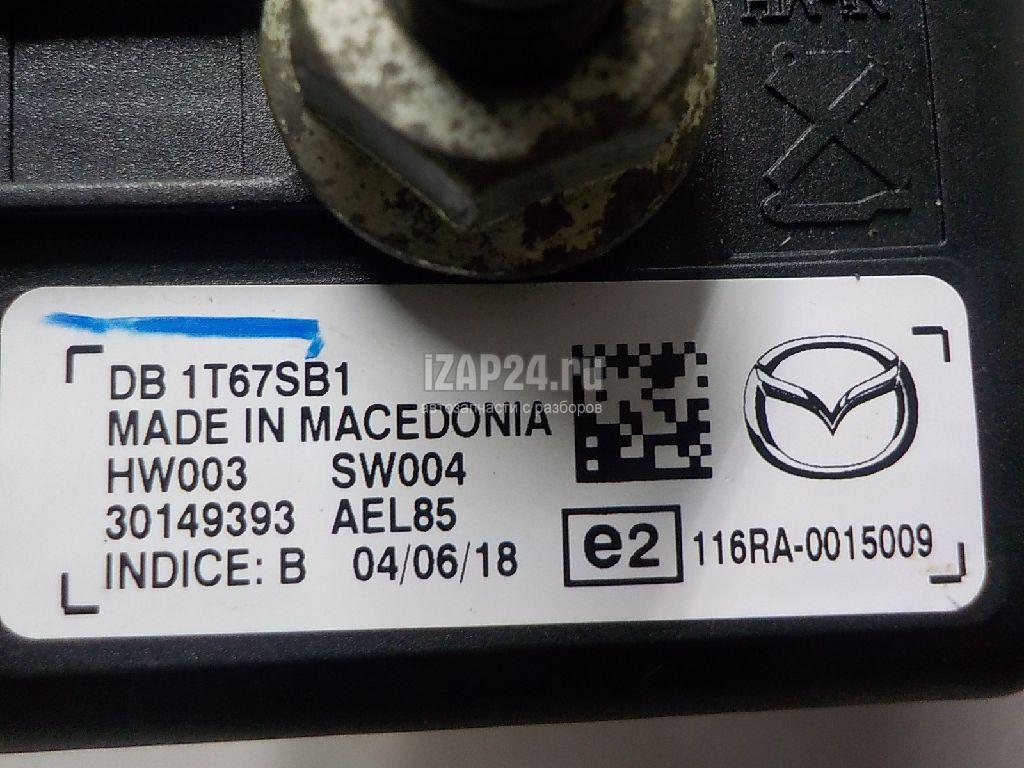 DB 1T67SB1
iZAP24.ru
автозапчасти с разборов
MADE IN MACEDONIA
HW003 SW004
30149393 AEL85
INDICE: B 04/06/18
e2 116RA-0015009